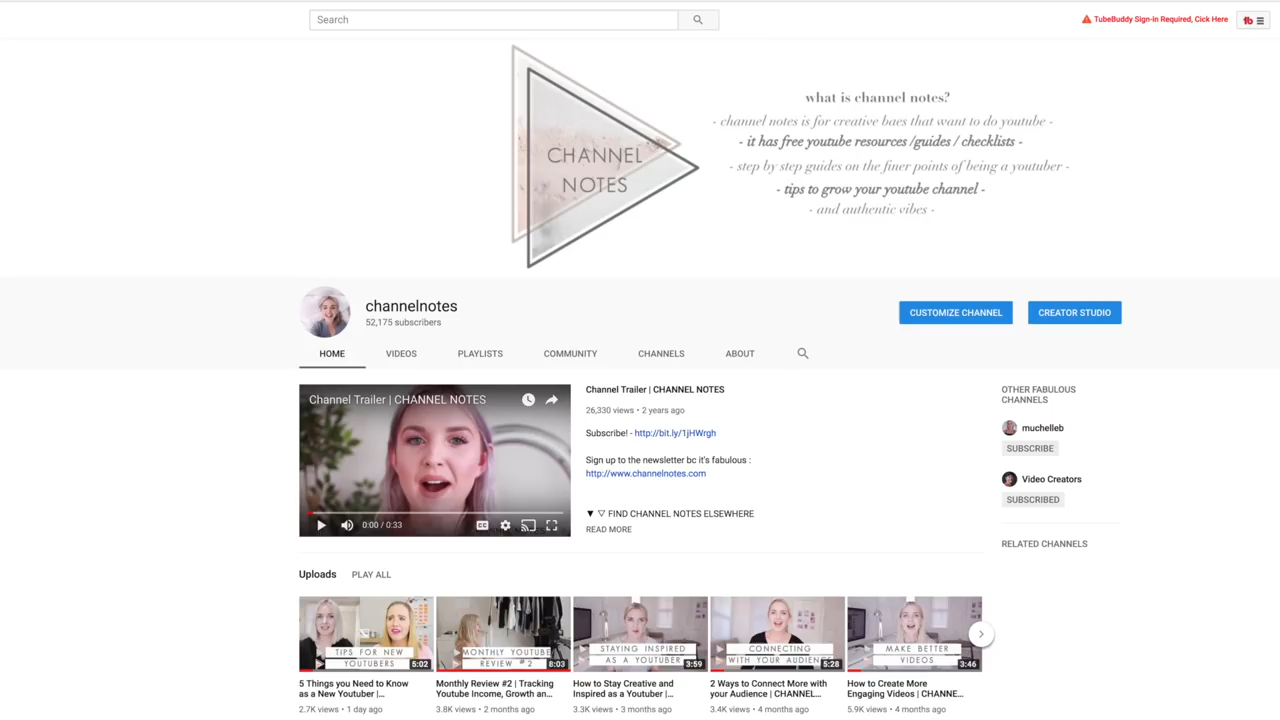 Search
TubeBuddy Sign-in Required, Cick Here
tb
CHANNEL
NOTES
what is channel notes?
- channel notes is for creative baes that want to do youtube -
- it has free youtube resources /guides / checklists -
- step by step guides on the finer points of being a youtuber -
- tips to grow your youtube channel -
- and authentic vibes -
channelnotes
52,175 subscribers
CUSTOMIZE CHANNEL
CREATOR STUDIO
HOME
VIDEOS
PLAYLISTS
COMMUNITY
CHANNELS
ABOUT
Channel Trailer | CHANNEL NOTES
0:00 / 0:33
CC
Channel Trailer | CHANNEL NOTES
26,330 views • 2 years ago
Subscribe! - http://bit.ly/1jHWrgh
Sign up to the newsletter bc it's fabulous :
http://www.channelnotes.com
▼ ▽ FIND CHANNEL NOTES ELSEWHERE
READ MORE
OTHER FABULOUS
CHANNELS
muchelleb
SUBSCRIBE
Video Creators
SUBSCRIBED
RELATED CHANNELS
Uploads
PLAY ALL
TIPS FOR NEW
YOUTUBERS
5:02
5 Things you Need to Know
as a New Youtuber |...
2.7K views • 1 day ago
MONTHLY YOUTUBE
REVIEW #2
8:03
Monthly Review #2 | Tracking
Youtube Income, Growth an...
3.8K views • 2 months ago
STAYING INSPIRED
AS A YOUTUBER
3:59
How to Stay Creative and
Inspired as a Youtuber |...
3.3K views • 3 months ago
CONNECTING
WITH YOUR AUDIENCE
5:28
2 Ways to Connect More with
your Audience | CHANNEL...
3.4K views • 4 months ago
MAKE BETTER
VIDEOS
3:46
How to Create More
Engaging Videos | CHANNE...
5.9K views • 4 months ago